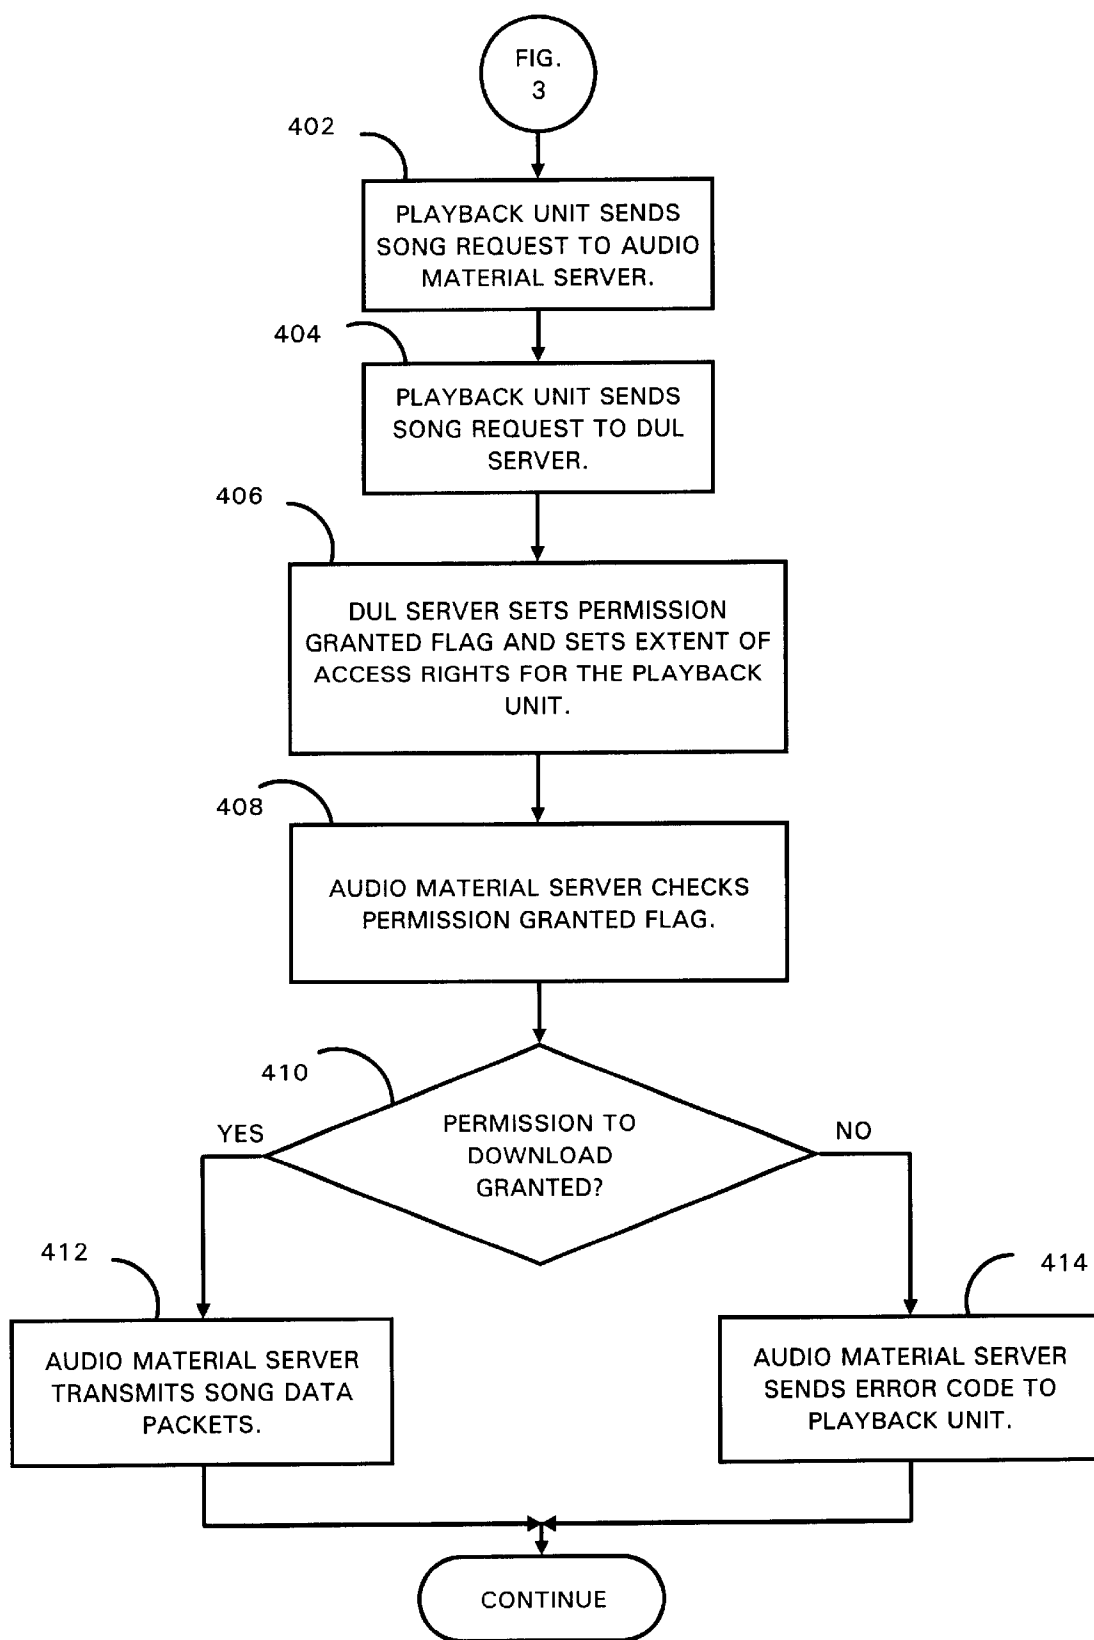 FIG.
3
402
PLAYBACK UNIT SENDS
SONG REQUEST TO AUDIO
MATERIAL SERVER.
404
PLAYBACK UNIT SENDS
SONG REQUEST TO DUL
SERVER.
406
DUL SERVER SETS PERMISSION
GRANTED FLAG AND SETS EXTENT OF
ACCESS RIGHTS FOR THE PLAYBACK
UNIT.
408
AUDIO MATERIAL SERVER CHECKS
PERMISSION GRANTED FLAG.
410
PERMISSION TO
DOWNLOAD
GRANTED?
YES
NO
412
AUDIO MATERIAL SERVER
TRANSMITS SONG DATA
PACKETS.
414
AUDIO MATERIAL SERVER
SENDS ERROR CODE TO
PLAYBACK UNIT.
CONTINUE